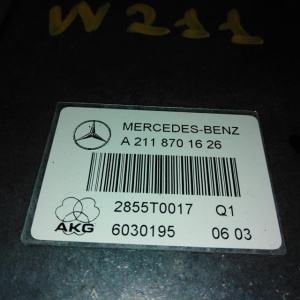 W211
MERCEDES-BENZ
A 211 870 16 26
2855T0017 Q1
AKG 6030195 06 03